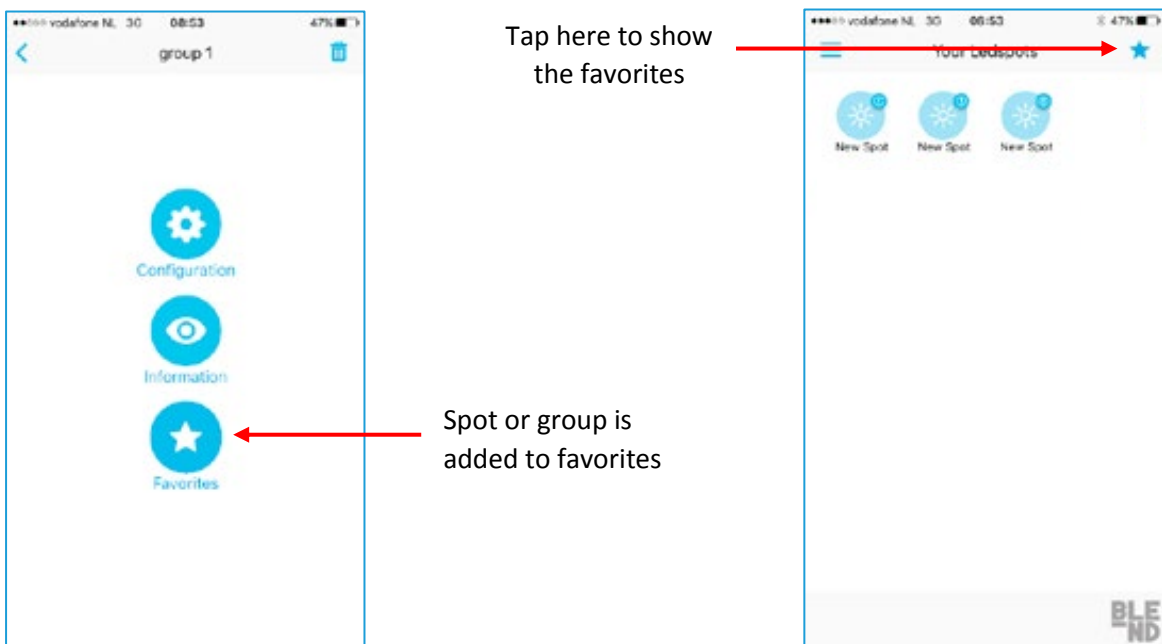 vodafone NL 3G 08:53 47%
group 1
Configuration
Information
Favorites
Tap here to show
the favorites
Spot or group is
added to favorites
vodafone NL 3G 08:53 47%
Your Ledspots
New Spot New Spot New Spot
BLE
ND